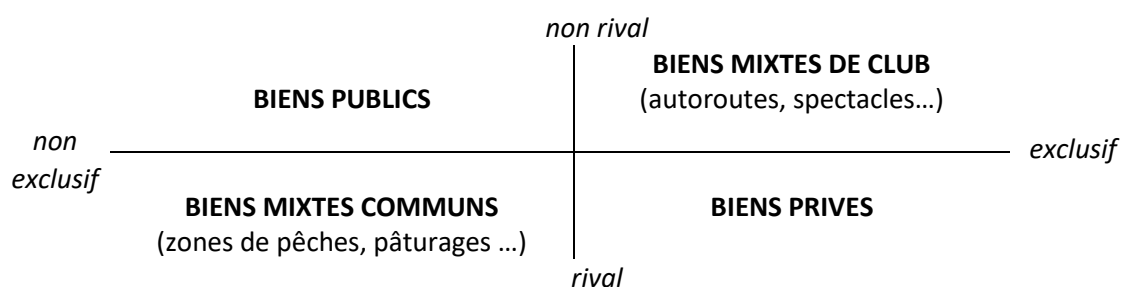 non rival
BIENS MIXTES DE CLUB
(autoroutes, spectacles…)
BIENS PUBLICS
non
exclusif
exclusif
BIENS MIXTES COMMUNS
(zones de pêches, pâturages …)
BIENS PRIVES
rival